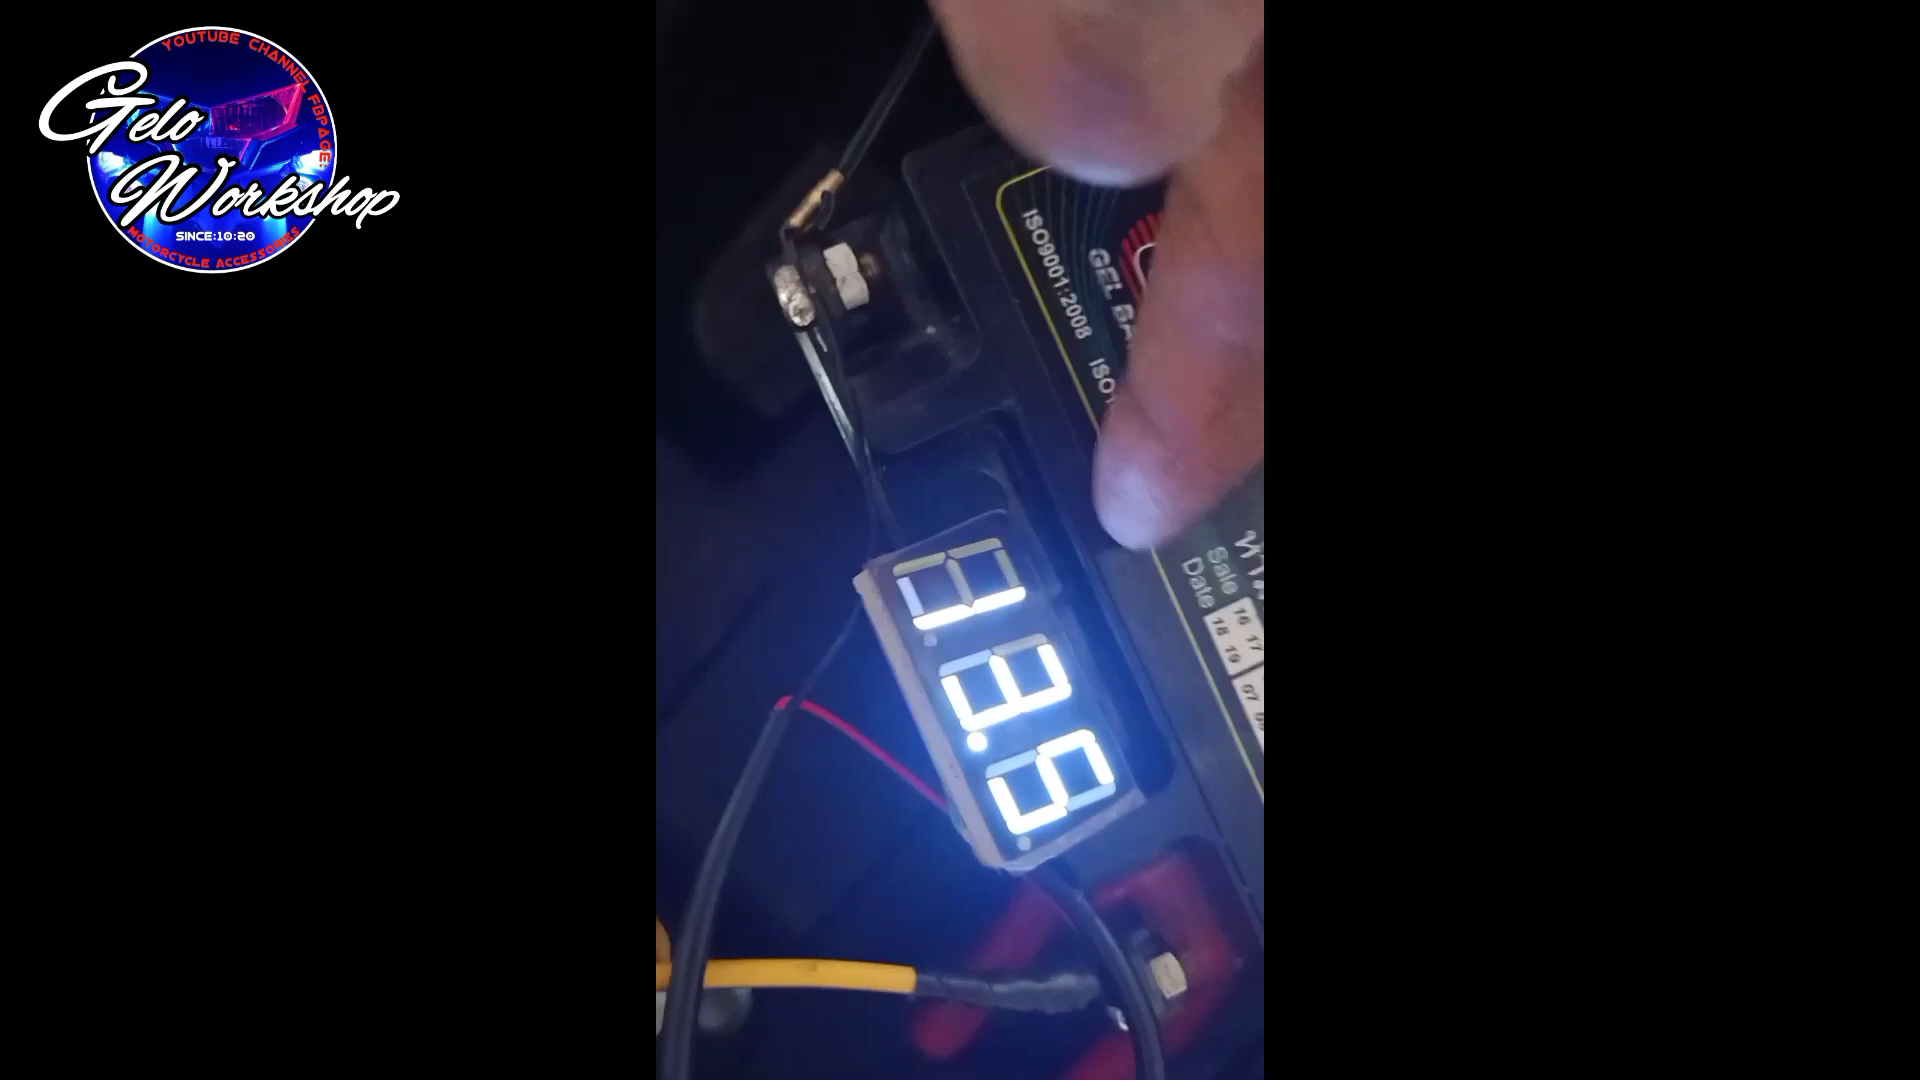 YOUTUBE CHANNEL FBPAGE:
Gelo
Workshop
SINCE:10:20
MOTORCYCLE ACCESSORIES
ISO9001:2008
GEL
13.5
Sale
Date
16 17
18 19
07